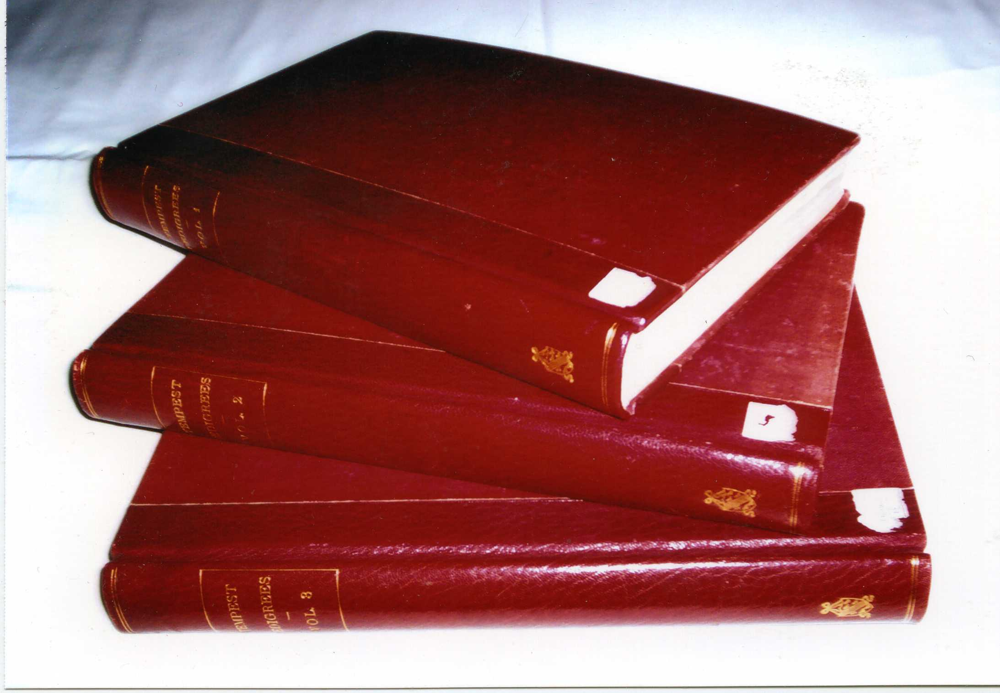 TEMPEST
PEDIGREES
VOL. 1
TEMPEST
PEDIGREES
VOL. 2
TEMPEST
PEDIGREES
VOL. 3